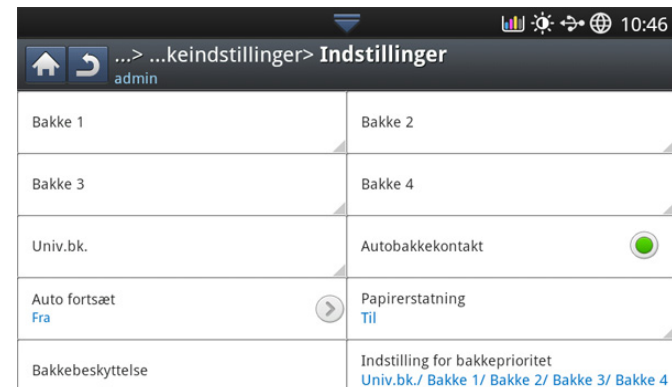 10:46
...> ...keindstillinger> Indstillinger
admin
Bakke 1
Bakke 2
Bakke 3
Bakke 4
Univ.bk.
Autobakkekontakt
Auto fortsæt
Fra
Papirerstatning
Til
Bakkebeskyttelse
Indstilling for bakkeprioritet
Univ.bk./ Bakke 1/ Bakke 2/ Bakke 3/ Bakke 4